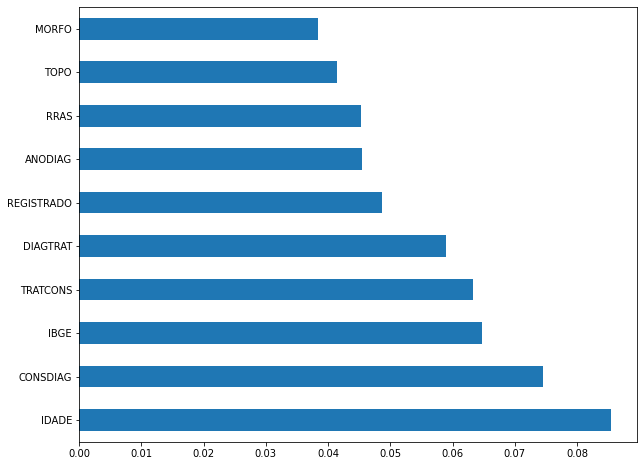 MORFO
TOPO
RRAS
ANODIAG
REGISTRADO
DIAGTRAT
TRATCONS
IBGE
CONSDIAG
IDADE
0.00 0.01 0.02 0.03 0.04 0.05 0.06 0.07 0.08